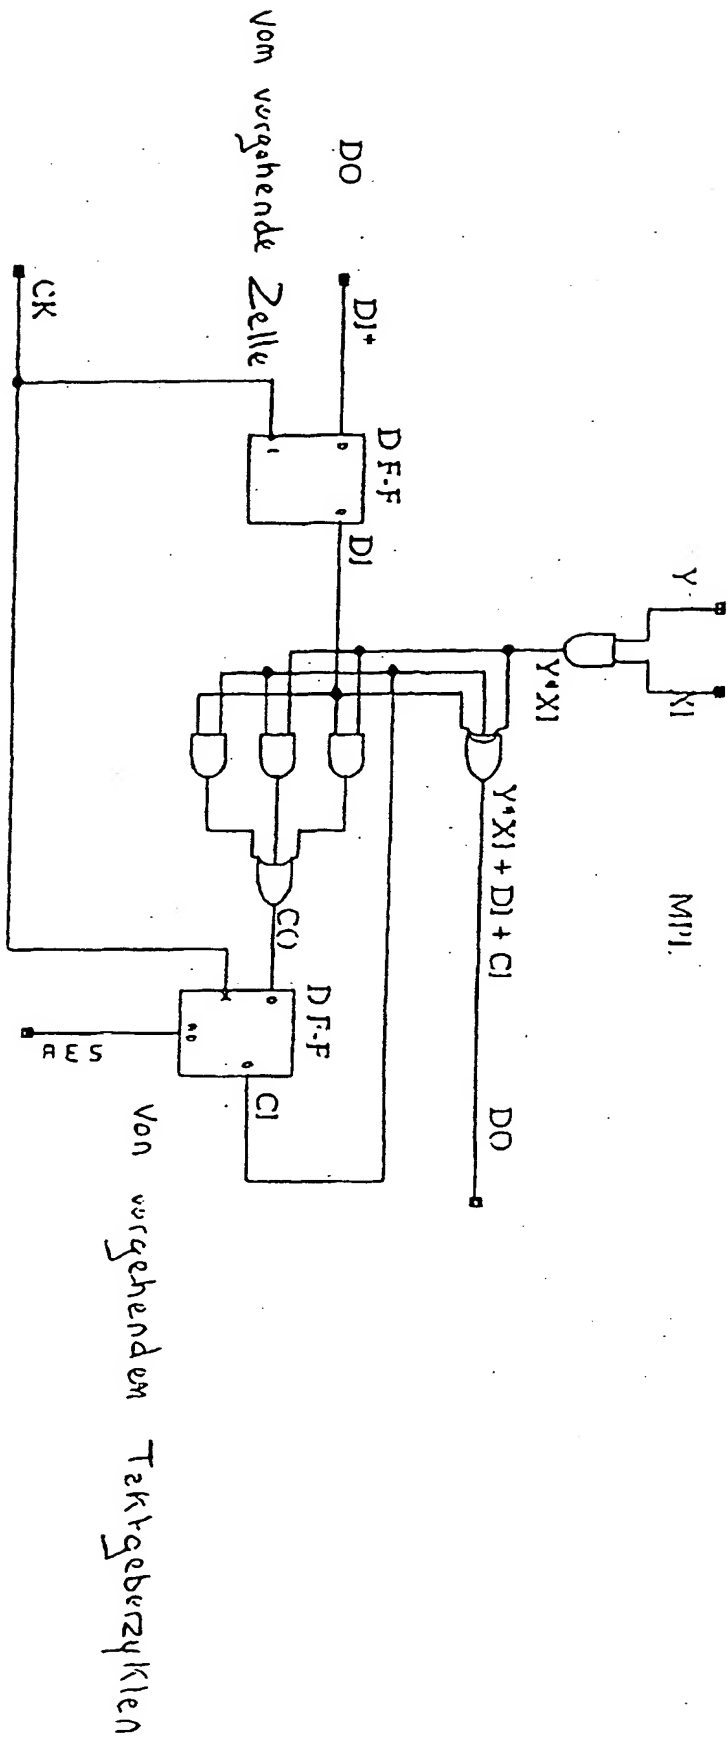 MPL
Y
XI
Y*XI
Y*XI + DI + CI
DO
DO
DI+
D F-F
D
Q
DI
C
vom vorgehende Zelle
CO
D F-F
D
Q
CI
CK
RES
Von vorgehenden Taktgeberzyklen